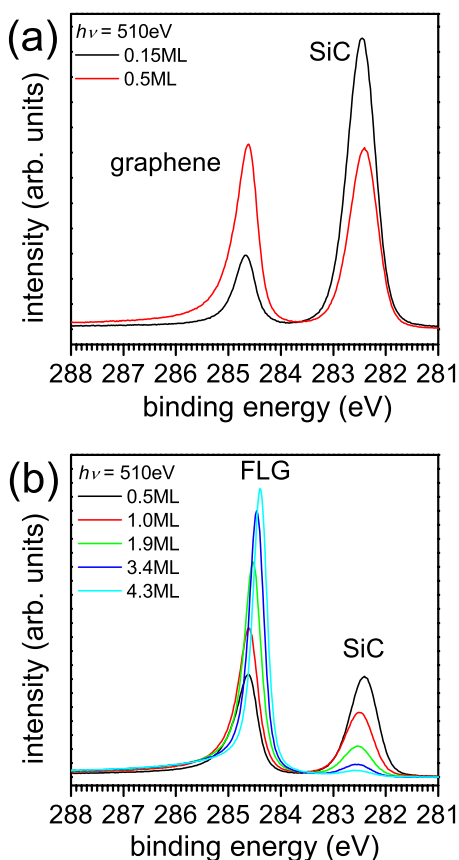 (a)
hν = 510eV
0.15ML
0.5ML
SiC
graphene
intensity (arb. units)
288 287 286 285 284 283 282 281
binding energy (eV)
(b)
FLG
hν = 510eV
0.5ML
1.0ML
1.9ML
3.4ML
4.3ML
SiC
intensity (arb. units)
288 287 286 285 284 283 282 281
binding energy (eV)